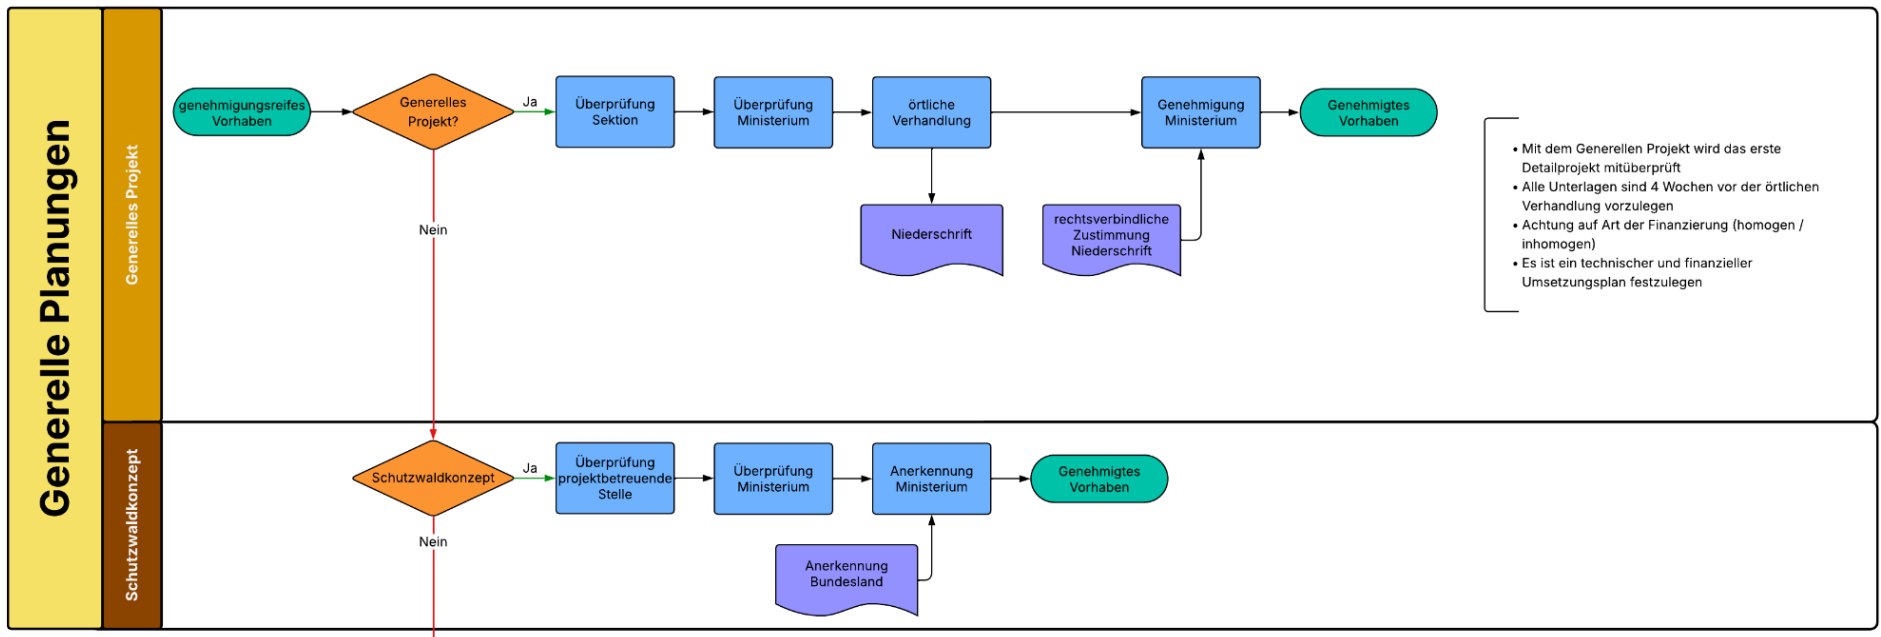 Generelle Planungen
Generelles Projekt
genehmigungsreifes
Vorhaben
Generelles
Projekt?
Ja
Überprüfung
Sektion
Überprüfung
Ministerium
örtliche
Verhandlung
Genehmigung
Ministerium
Genehmigtes
Vorhaben
Nein
Niederschrift
rechtsverbindliche
Zustimmung
Niederschrift
• Mit dem Generellen Projekt wird das erste
Detailprojekt mitüberprüft
• Alle Unterlagen sind 4 Wochen vor der örtlichen
Verhandlung vorzulegen
• Achtung auf Art der Finanzierung (homogen /
inhomogen)
• Es ist ein technischer und finanzieller
Umsetzungsplan festzulegen
Schutzwaldkonzept
Schutzwaldkonzept
Ja
Überprüfung
projektbetreuende
Stelle
Überprüfung
Ministerium
Anerkennung
Ministerium
Genehmigtes
Vorhaben
Nein
Anerkennung
Bundesland